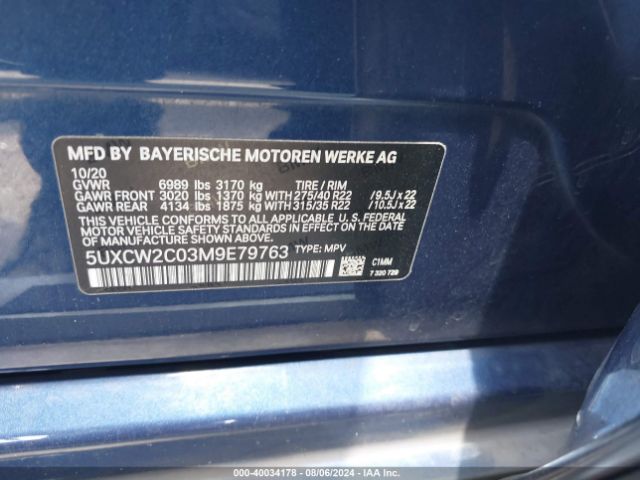 MFD BY BAYERISCHE MOTOREN WERKE AG
10/20
GVWR 6989 lbs 3170 kg TIRE / RIM
GAWR FRONT 3020 lbs 1370 kg WITH 275/40 R22 / 9.5J x 22
GAWR REAR 4134 lbs 1875 kg WITH 315/35 R22 / 10.5J x 22
THIS VEHICLE CONFORMS TO ALL APPLICABLE U. S. FEDERAL
MOTOR VEHICLE SAFETY STANDARDS
IN EFFECT ON THE DATE OF MANUFACTURE SHOWN ABOVE.
5UXCW2C03M9E79763 TYPE: MPV
C1MM
7 320 729
000-40034178 - 08/06/2024 - IAA Inc.